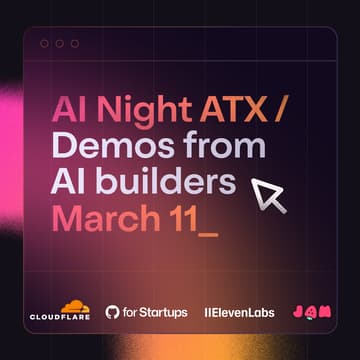 AI Night ATX /
Demos from
AI builders
March 11_
CLOUDFLARE
for Startups
IIElevenLabs
JAM